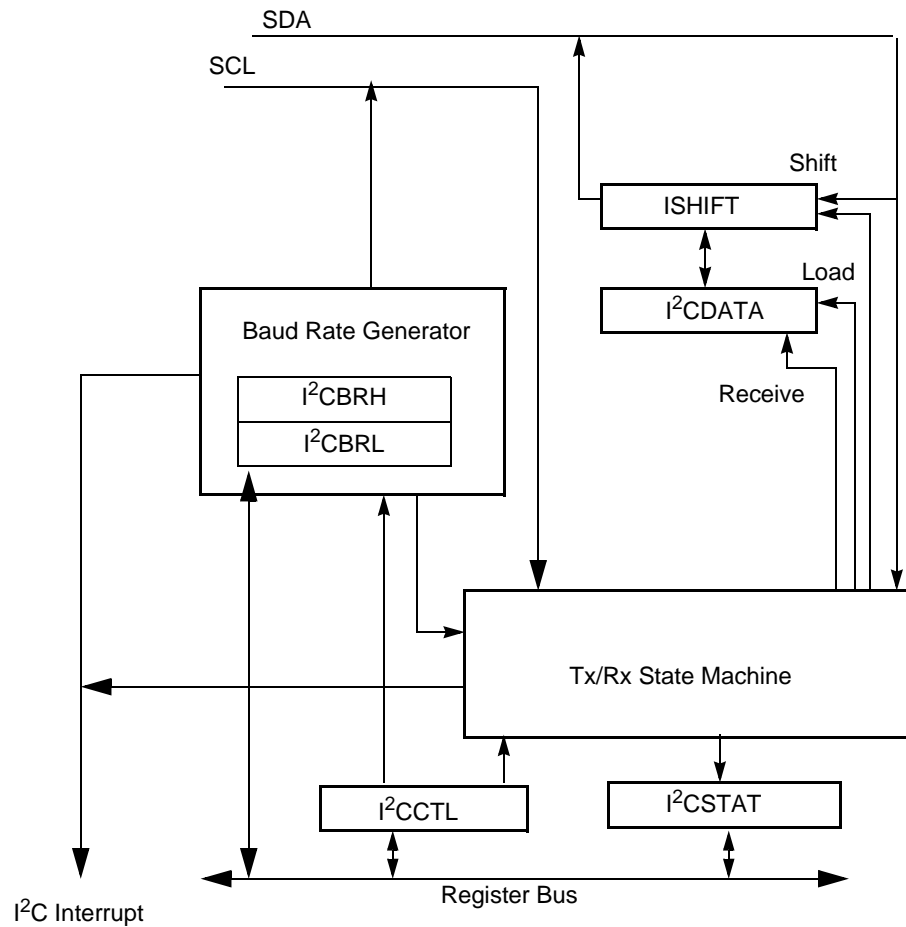 SDA
SCL
Shift
ISHIFT
Load
I²CDATA
Baud Rate Generator
I²CBRH
Receive
I²CBRL
Tx/Rx State Machine
I²CCTL
I²CSTAT
Register Bus
I²C Interrupt